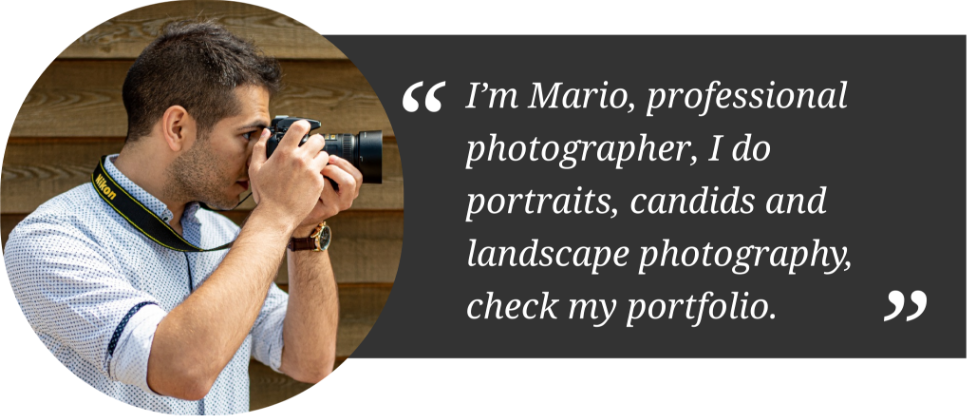 Nikon
“ I’m Mario, professional
photographer, I do
portraits, candids and
landscape photography,
check my portfolio. ”